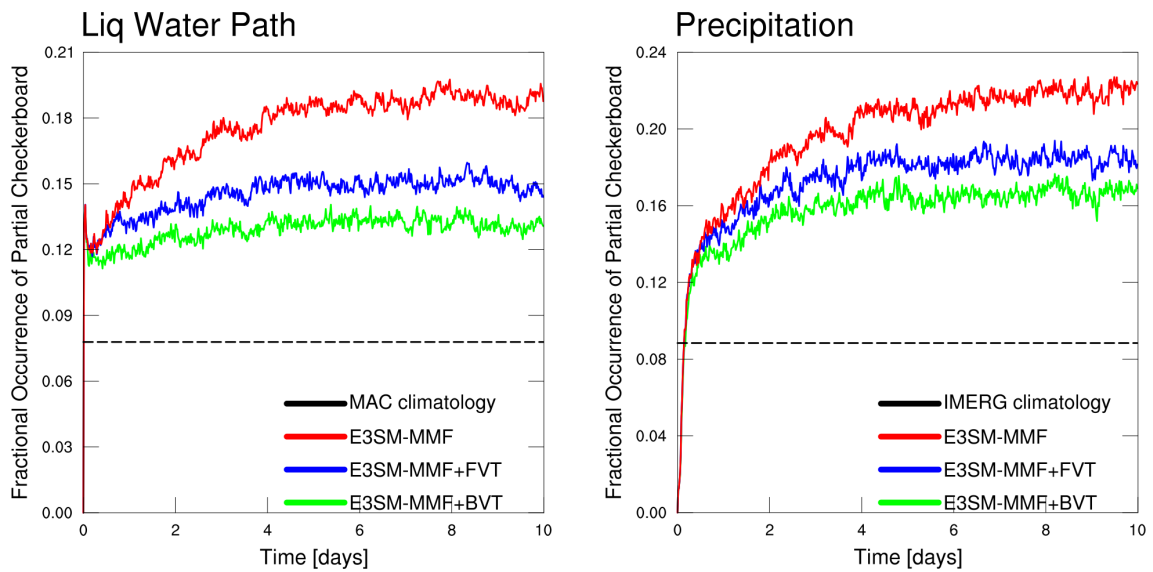 Liq Water Path
Fractional Occurrence of Partial Checkerboard
0.21
0.18
0.15
0.12
0.09
0.06
0.03
0.00
0
2
4
6
8
10
Time [days]
MAC climatology
E3SM-MMF
E3SM-MMF+FVT
E3SM-MMF+BVT
Precipitation
Fractional Occurrence of Partial Checkerboard
0.24
0.20
0.16
0.12
0.08
0.04
0.00
0
2
4
6
8
10
Time [days]
IMERG climatology
E3SM-MMF
E3SM-MMF+FVT
E3SM-MMF+BVT